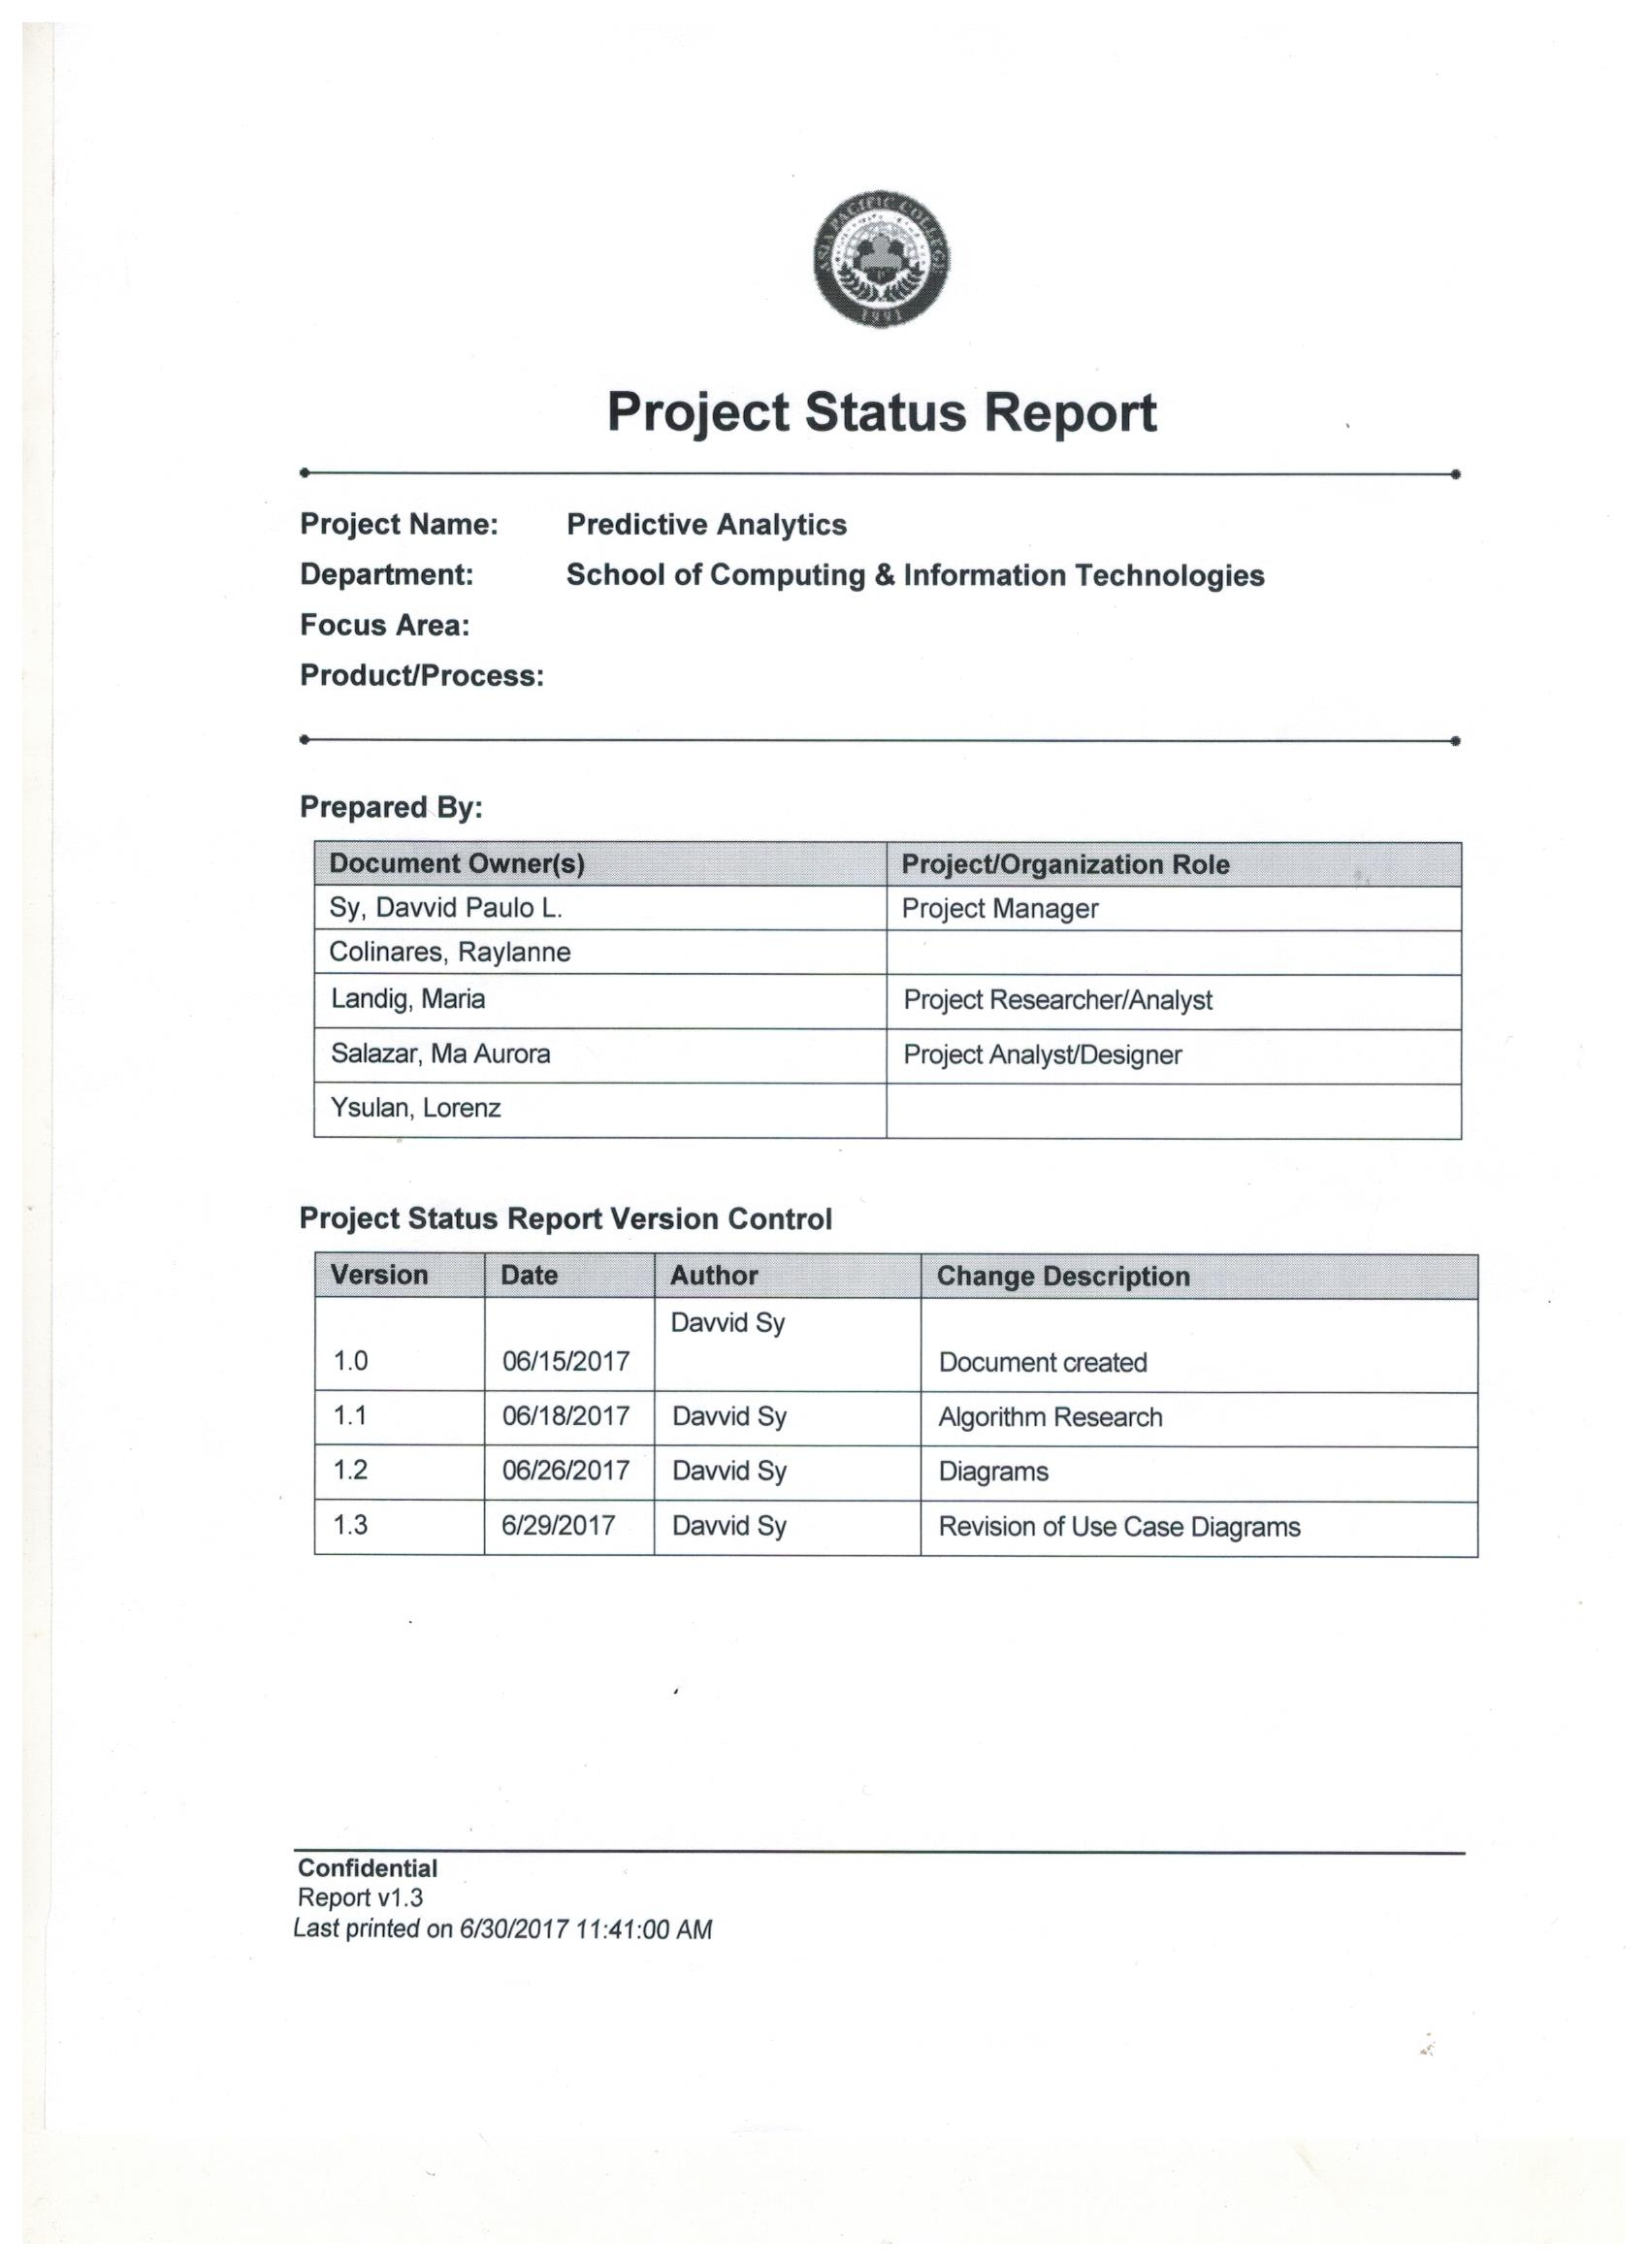 ASIA PACIFIC COLLEGE
1991
Project Status Report
Project Name: Predictive Analytics
Department: School of Computing & Information Technologies
Focus Area:
Product/Process:
Prepared By:
Document Owner(s) Project/Organization Role
Sy, Davvid Paulo L. Project Manager
Colinares, Raylanne
Landig, Maria Project Researcher/Analyst
Salazar, Ma Aurora Project Analyst/Designer
Ysulan, Lorenz
Project Status Report Version Control
Version Date Author Change Description
1.0 06/15/2017 Davvid Sy Document created
1.1 06/18/2017 Davvid Sy Algorithm Research
1.2 06/26/2017 Davvid Sy Diagrams
1.3 6/29/2017 Davvid Sy Revision of Use Case Diagrams
Confidential
Report v1.3
Last printed on 6/30/2017 11:41:00 AM